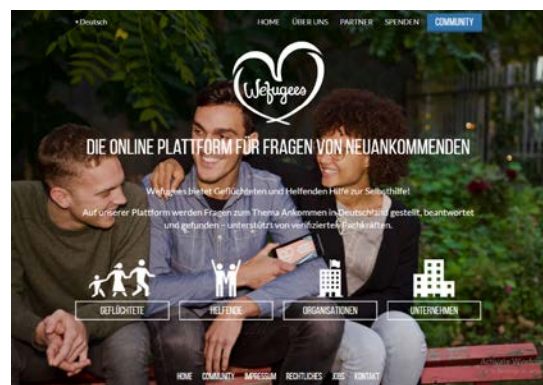 ▾Deutsch
HOME ÜBER UNS PARTNER SPENDEN COMMUNITY
Wefugees
DIE ONLINE PLATTFORM FÜR FRAGEN VON NEUANKOMMENDEN
Wefugees bietet Geflüchteten und Helfenden Hilfe zur Selbsthilfe!
Auf unserer Plattform werden Fragen zum Thema Ankommen in Deutschland gestellt, beantwortet
und gefunden – unterstützt von verifizierten Fachkräften.
GEFLÜCHTETE HELFENDE ORGANISATIONEN UNTERNEHMEN
HOME COMMUNITY IMPRESSUM RECHTLICHES JOBS KONTAKT